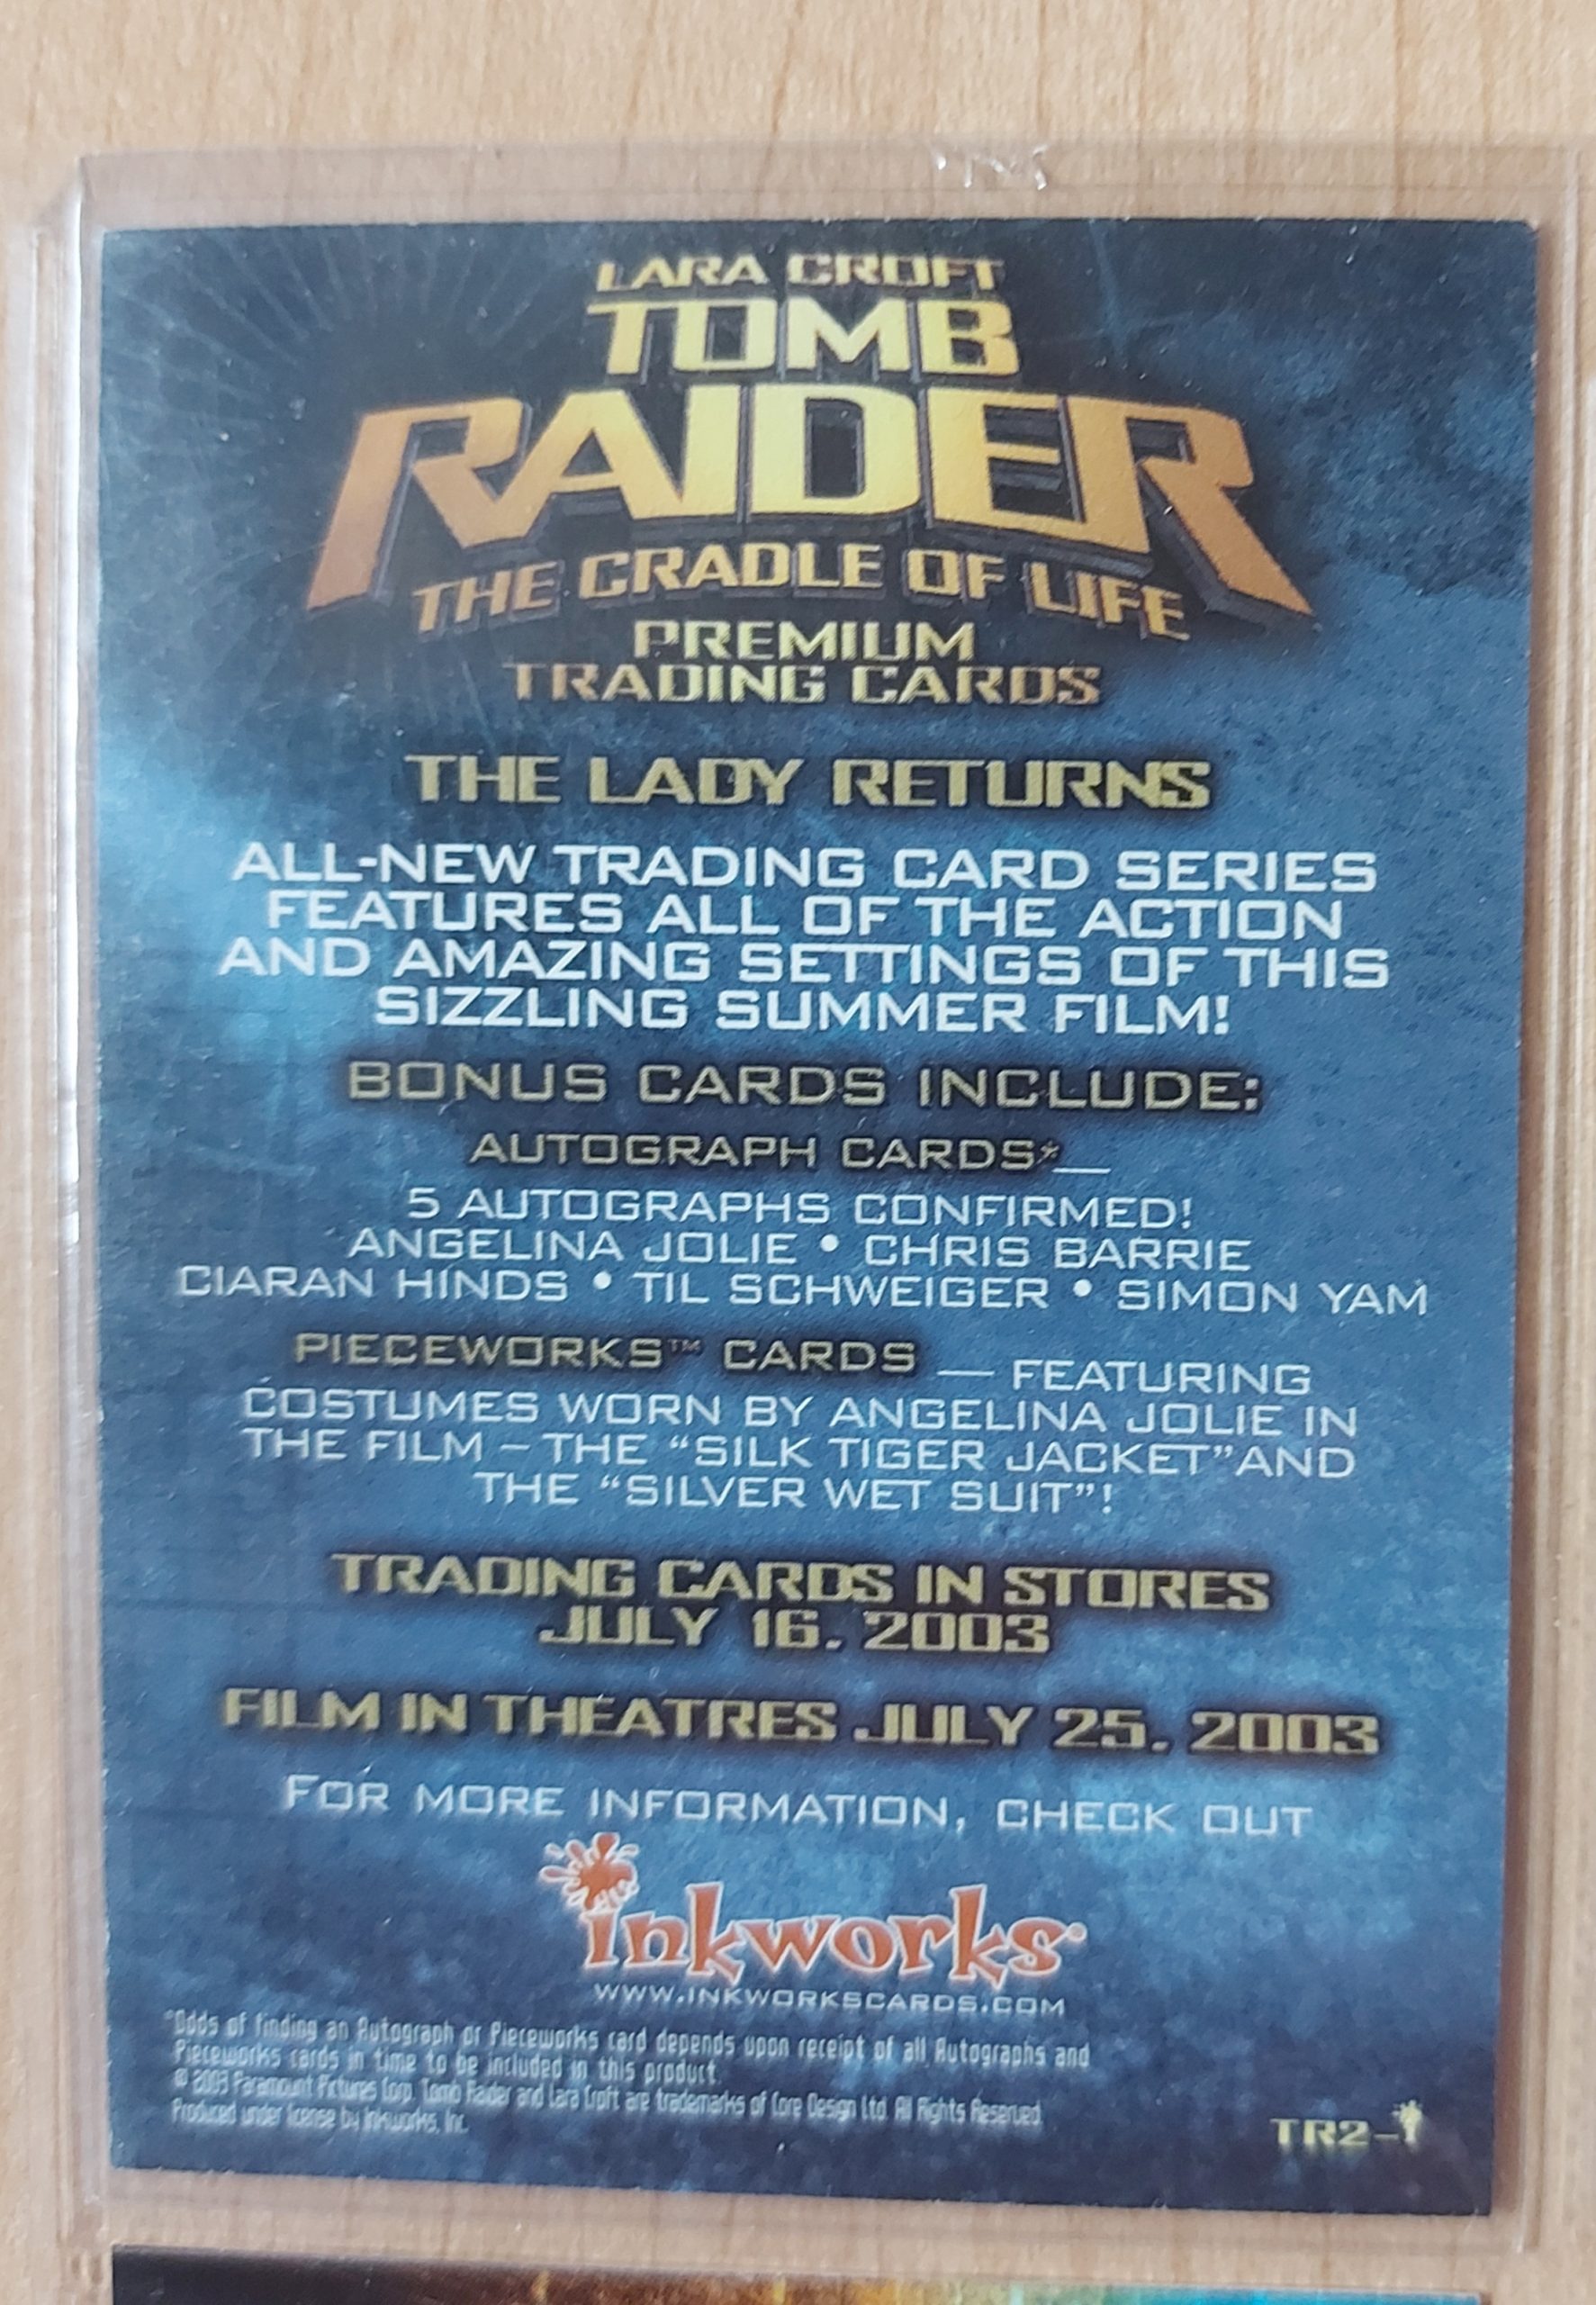 LARA CROFT
TOMB
RAIDER
THE CRADLE OF LIFE
PREMIUM
TRADING CARDS
THE LADY RETURNS
ALL-NEW TRADING CARD SERIES
FEATURES ALL OF THE ACTION
AND AMAZING SETTINGS OF THIS
SIZZLING SUMMER FILM!
BONUS CARDS INCLUDE:
AUTOGRAPH CARDS*__
5 AUTOGRAPHS CONFIRMED!
ANGELINA JOLIE • CHRIS BARRIE
CIARAN HINDS • TIL SCHWEIGER • SIMON YAM
PIECEWORKS™ CARDS — FEATURING
COSTUMES WORN BY ANGELINA JOLIE IN
THE FILM – THE “SILK TIGER JACKET”AND
THE “SILVER WET SUIT”!
TRADING CARDS IN STORES
JULY 16, 2003
FILM IN THEATRES JULY 25, 2003
FOR MORE INFORMATION, CHECK OUT
inkworks®
WWW.INKWORKSCARDS.COM
*Odds of finding an Autograph or Pieceworks card depends upon receipt of all Autographs and
Pieceworks cards in time to be included in this product.
© 2003 Paramount Pictures Corp. Tomb Raider and Lara Croft are trademarks of Core Design Ltd. All Rights Reserved.
Produced under license by Inkworks, Inc.
TR2-i